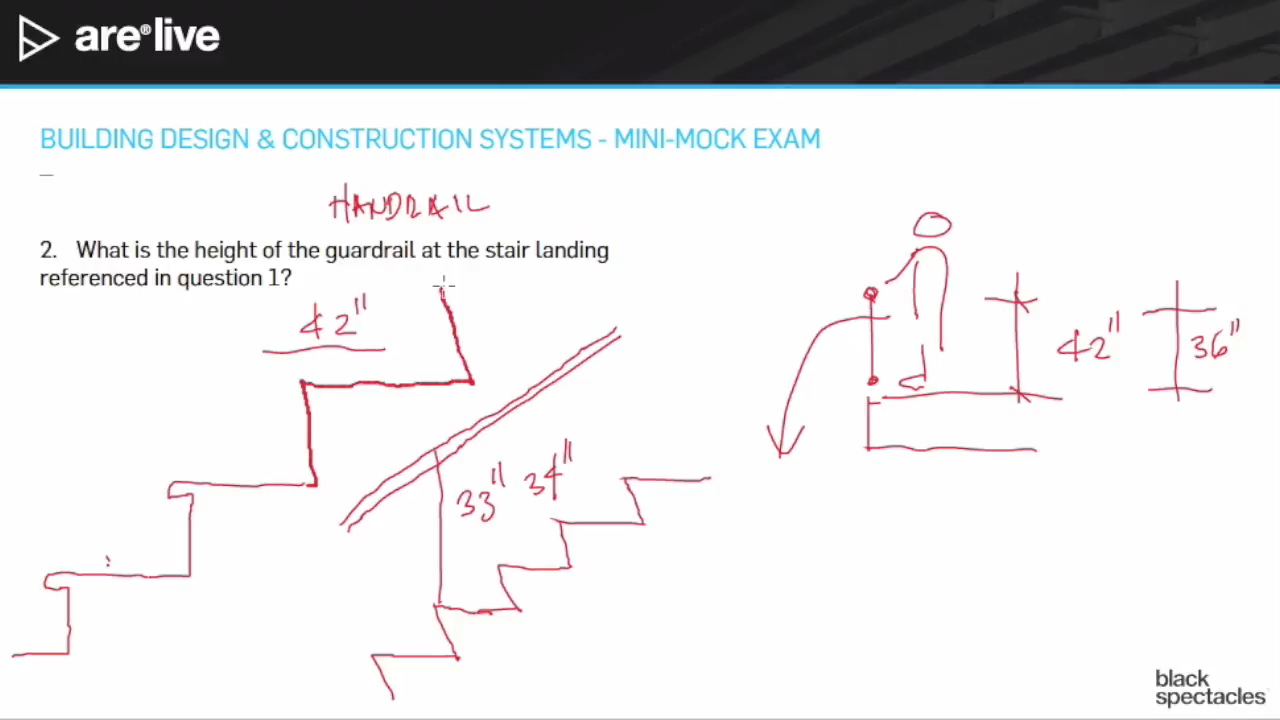 are®live
BUILDING DESIGN & CONSTRUCTION SYSTEMS - MINI-MOCK EXAM
HANDRAIL
2. What is the height of the guardrail at the stair landing
referenced in question 1?
42"
42"
36"
33" 34"
black
spectacles